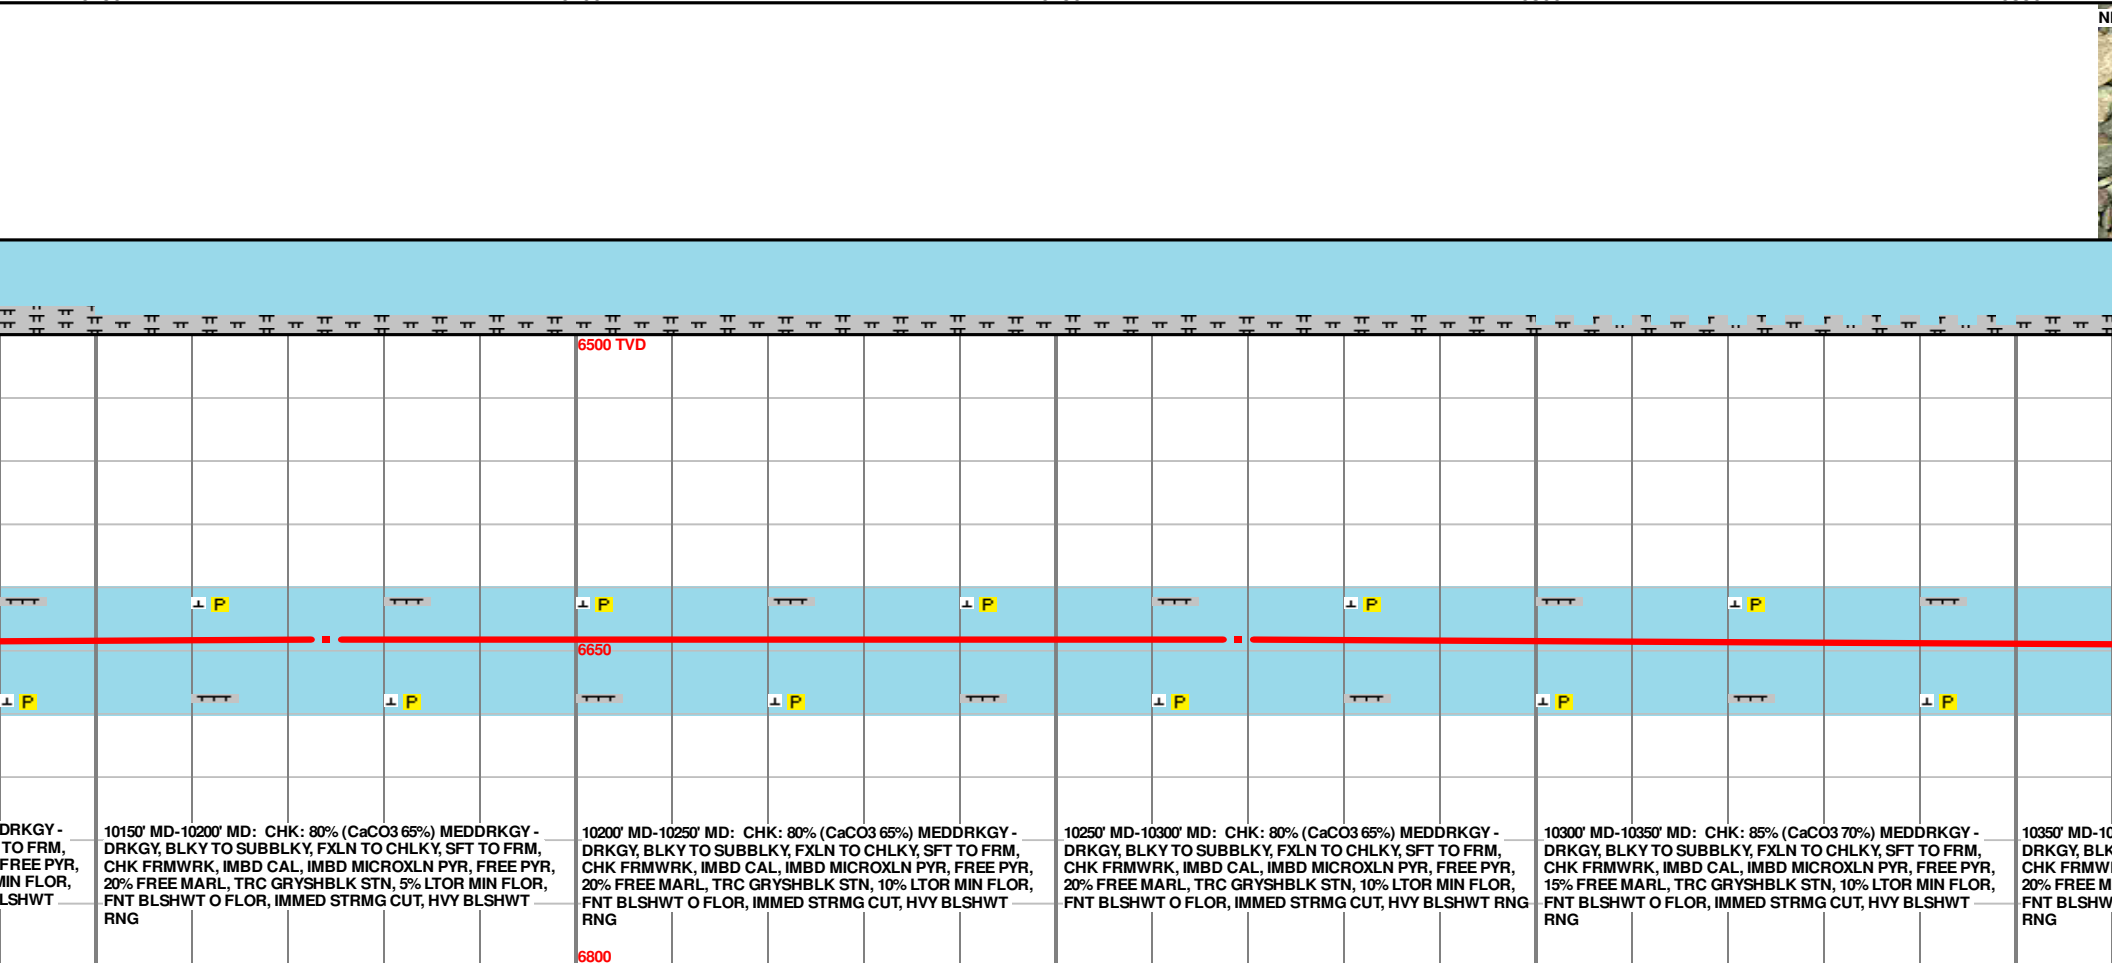 6500 TVD
P P P P P P
6650
P P P P P P
DRKGY -
TO FRM,
FREE PYR,
MIN FLOR,
LSHWT
10150' MD-10200' MD: CHK: 80% (CaCO3 65%) MEDDRKGY -
DRKGY, BLKY TO SUBBLKY, FXLN TO CHLKY, SFT TO FRM,
CHK FRMWRK, IMBD CAL, IMBD MICROXLN PYR, FREE PYR,
20% FREE MARL, TRC GRYSHBLK STN, 5% LTOR MIN FLOR,
FNT BLSHWT O FLOR, IMMED STRMG CUT, HVY BLSHWT
RNG
10200' MD-10250' MD: CHK: 80% (CaCO3 65%) MEDDRKGY -
DRKGY, BLKY TO SUBBLKY, FXLN TO CHLKY, SFT TO FRM,
CHK FRMWRK, IMBD CAL, IMBD MICROXLN PYR, FREE PYR,
20% FREE MARL, TRC GRYSHBLK STN, 10% LTOR MIN FLOR,
FNT BLSHWT O FLOR, IMMED STRMG CUT, HVY BLSHWT
RNG
10250' MD-10300' MD: CHK: 80% (CaCO3 65%) MEDDRKGY -
DRKGY, BLKY TO SUBBLKY, FXLN TO CHLKY, SFT TO FRM,
CHK FRMWRK, IMBD CAL, IMBD MICROXLN PYR, FREE PYR,
20% FREE MARL, TRC GRYSHBLK STN, 10% LTOR MIN FLOR,
FNT BLSHWT O FLOR, IMMED STRMG CUT, HVY BLSHWT RNG
10300' MD-10350' MD: CHK: 85% (CaCO3 70%) MEDDRKGY -
DRKGY, BLKY TO SUBBLKY, FXLN TO CHLKY, SFT TO FRM,
CHK FRMWRK, IMBD CAL, IMBD MICROXLN PYR, FREE PYR,
15% FREE MARL, TRC GRYSHBLK STN, 10% LTOR MIN FLOR,
FNT BLSHWT O FLOR, IMMED STRMG CUT, HVY BLSHWT
RNG
10350' MD-10
DRKGY, BLK
CHK FRMW
20% FREE M
FNT BLSHW
RNG
6800